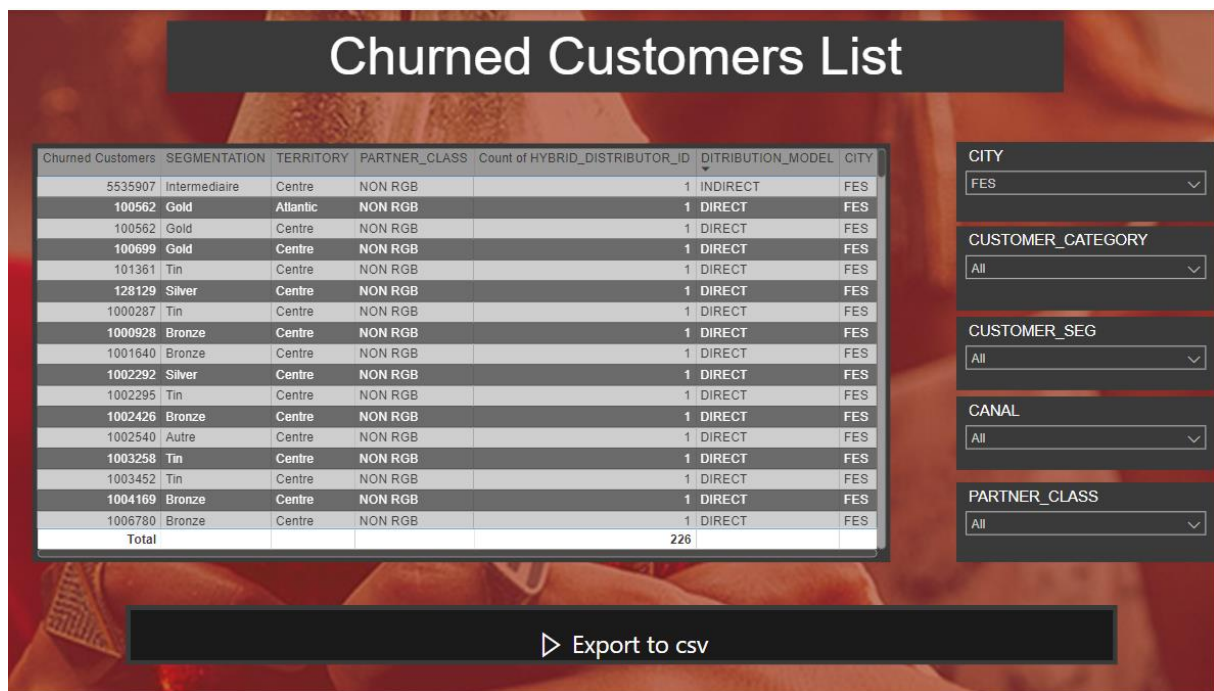 Churned Customers List
Churned Customers SEGMENTATION TERRITORY PARTNER_CLASS Count of HYBRID_DISTRIBUTOR_ID DITRIBUTION_MODEL CITY
5535907 Intermediaire Centre NON RGB 1 INDIRECT FES
100562 Gold Atlantic NON RGB 1 DIRECT FES
100562 Gold Centre NON RGB 1 DIRECT FES
100699 Gold Centre NON RGB 1 DIRECT FES
101361 Tin Centre NON RGB 1 DIRECT FES
128129 Silver Centre NON RGB 1 DIRECT FES
1000287 Tin Centre NON RGB 1 DIRECT FES
1000928 Bronze Centre NON RGB 1 DIRECT FES
1001640 Bronze Centre NON RGB 1 DIRECT FES
1002292 Silver Centre NON RGB 1 DIRECT FES
1002295 Tin Centre NON RGB 1 DIRECT FES
1002426 Bronze Centre NON RGB 1 DIRECT FES
1002540 Autre Centre NON RGB 1 DIRECT FES
1003258 Tin Centre NON RGB 1 DIRECT FES
1003452 Tin Centre NON RGB 1 DIRECT FES
1004169 Bronze Centre NON RGB 1 DIRECT FES
1006780 Bronze Centre NON RGB 1 DIRECT FES
Total 226
CITY
FES
CUSTOMER_CATEGORY
All
CUSTOMER_SEG
All
CANAL
All
PARTNER_CLASS
All
Export to csv